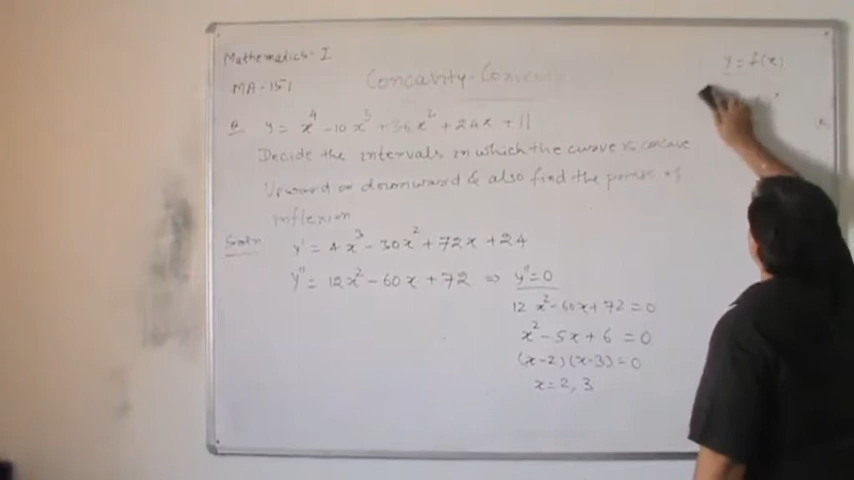 Mathematics-I
MA-151
Concavity-Convexity
y = f(x)
Q y = x⁴ -10x³ + 36x² + 24x + 11
Decide the intervals in which the curve is concave
Upward or downward & also find the points of
inflexion
Soln y' = 4x³ - 30x² + 72x + 24
y'' = 12x² - 60x + 72 ⇒ y''=0
12x² - 60x + 72 = 0
x² - 5x + 6 = 0
(x-2)(x-3) = 0
x = 2, 3